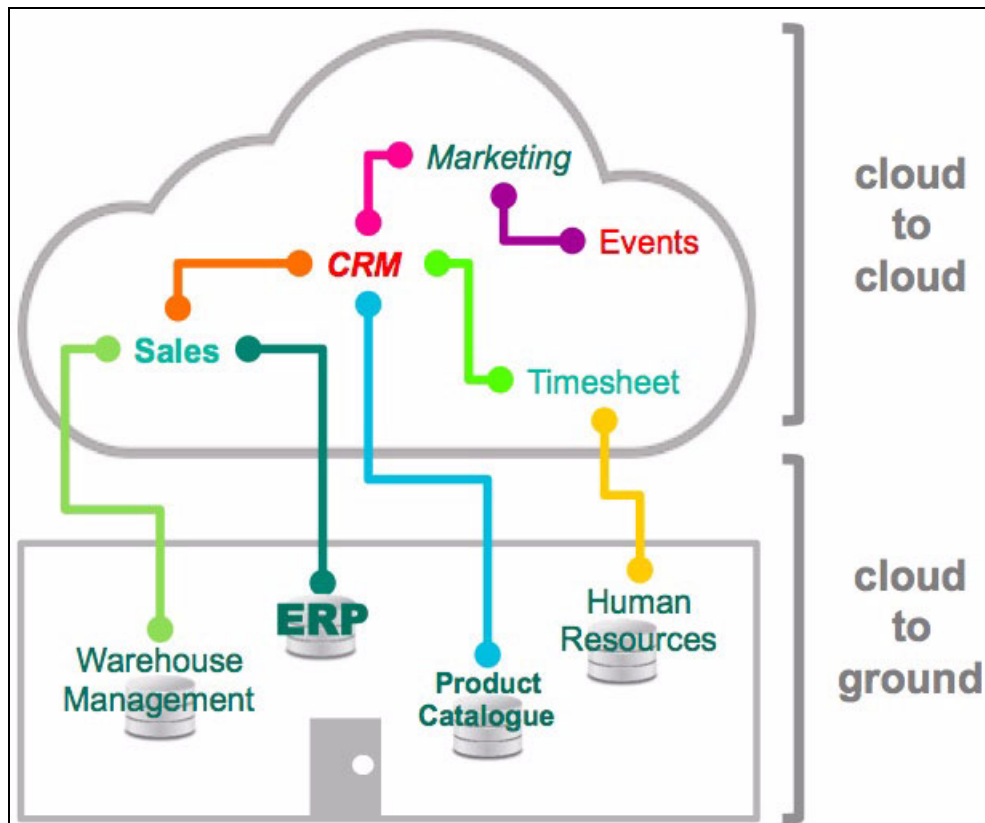 Marketing
Events
CRM
Sales
Timesheet
cloud
to
cloud
ERP
Human
Resources
Warehouse
Management
Product
Catalogue
cloud
to
ground